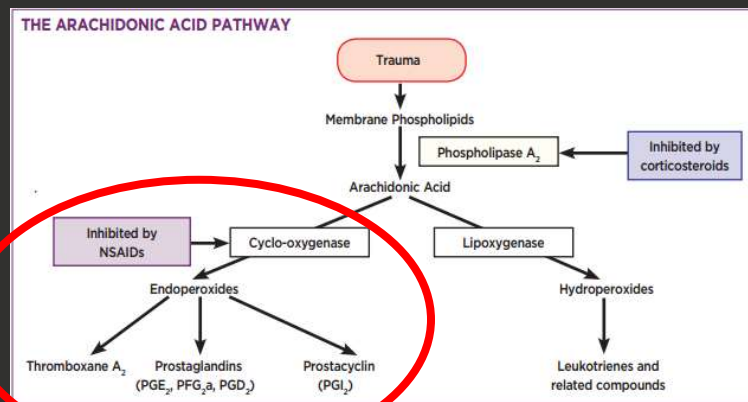 THE ARACHIDONIC ACID PATHWAY
Trauma
Membrane Phospholipids
Phospholipase A₂
Inhibited by
corticosteroids
Arachidonic Acid
Inhibited by
NSAIDs
Cyclo-oxygenase
Lipoxygenase
Endoperoxides
Hydroperoxides
Thromboxane A₂
Prostaglandins
(PGE₂, PFG₂a, PGD₂)
Prostacyclin
(PGI₂)
Leukotrienes and
related compounds